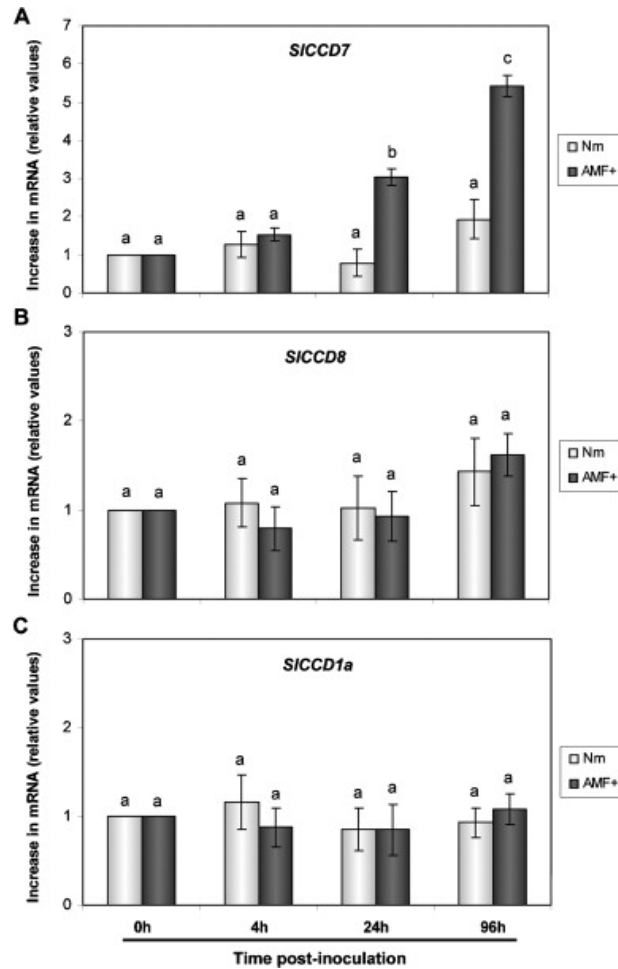 A
Increase in mRNA (relative values)
7
6
5
4
3
2
1
0
SlCCD7
a a
a a
a b
a c
Nm
AMF+
B
Increase in mRNA (relative values)
3
2
1
0
SlCCD8
a a
a a
a a
a a
Nm
AMF+
C
Increase in mRNA (relative values)
3
2
1
0
SlCCD1a
a a
a a
a a
a a
Nm
AMF+
0h 4h 24h 96h
Time post-inoculation